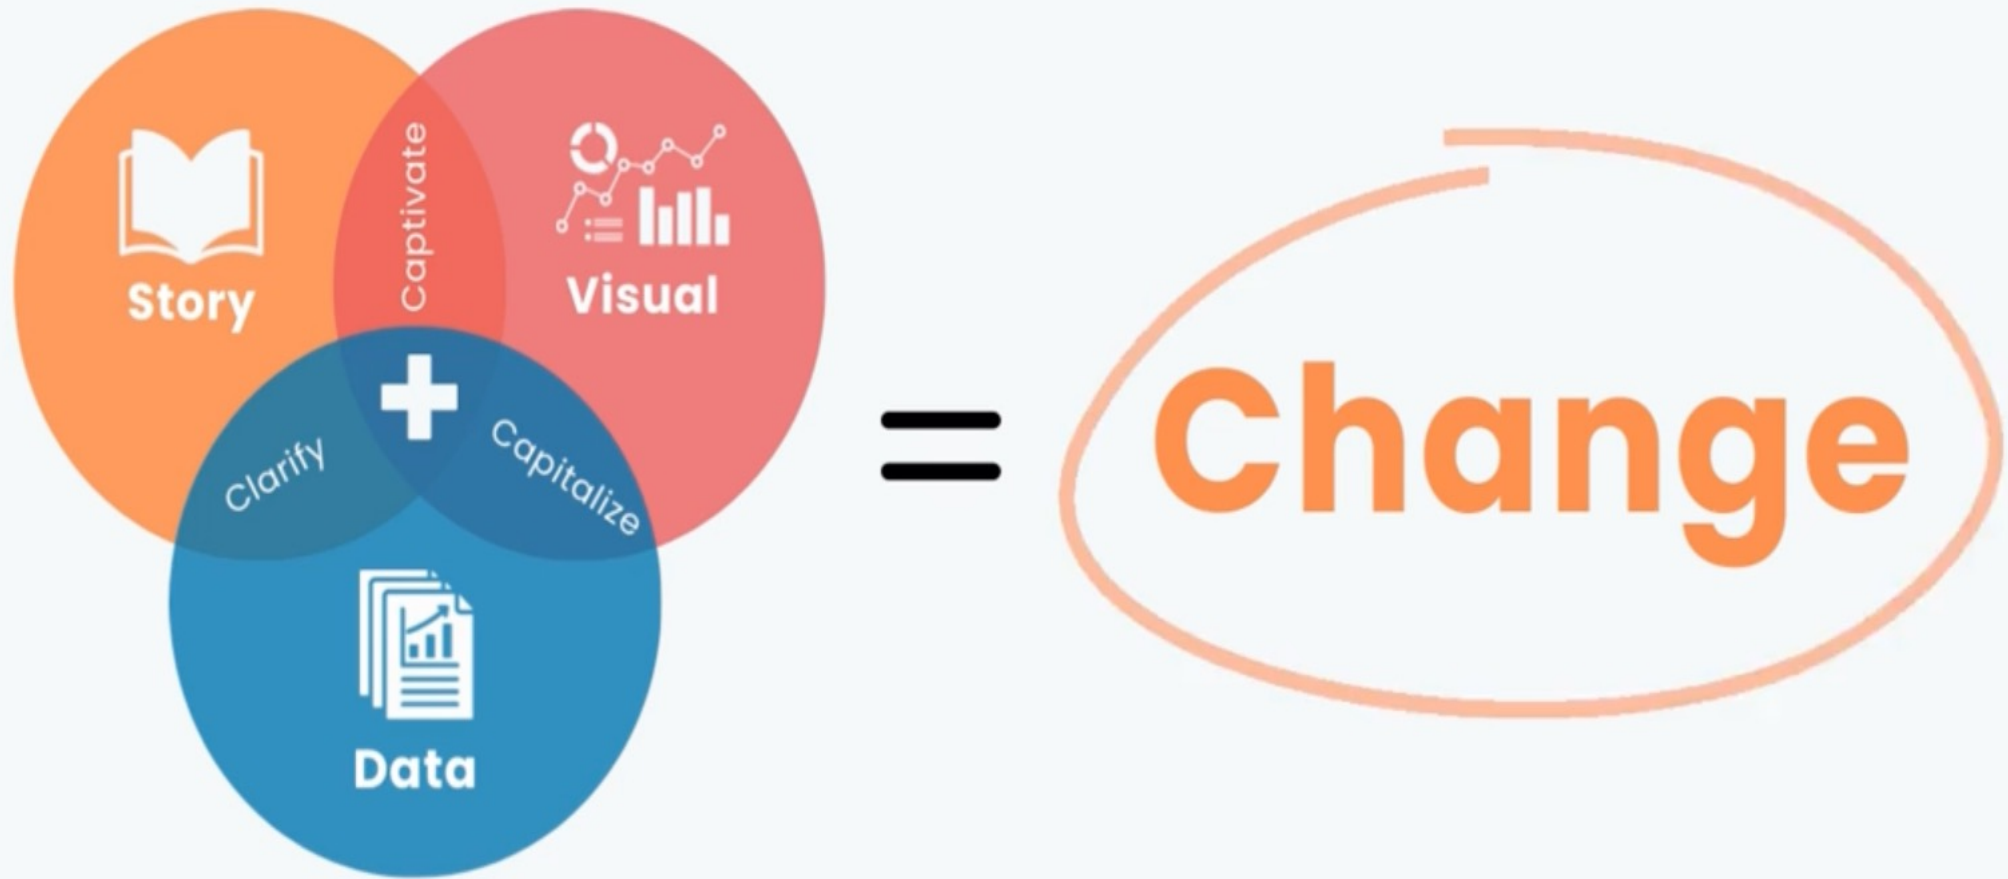 Captivate
Story
Visual
Clarify
Capitalize
Data
=
Change